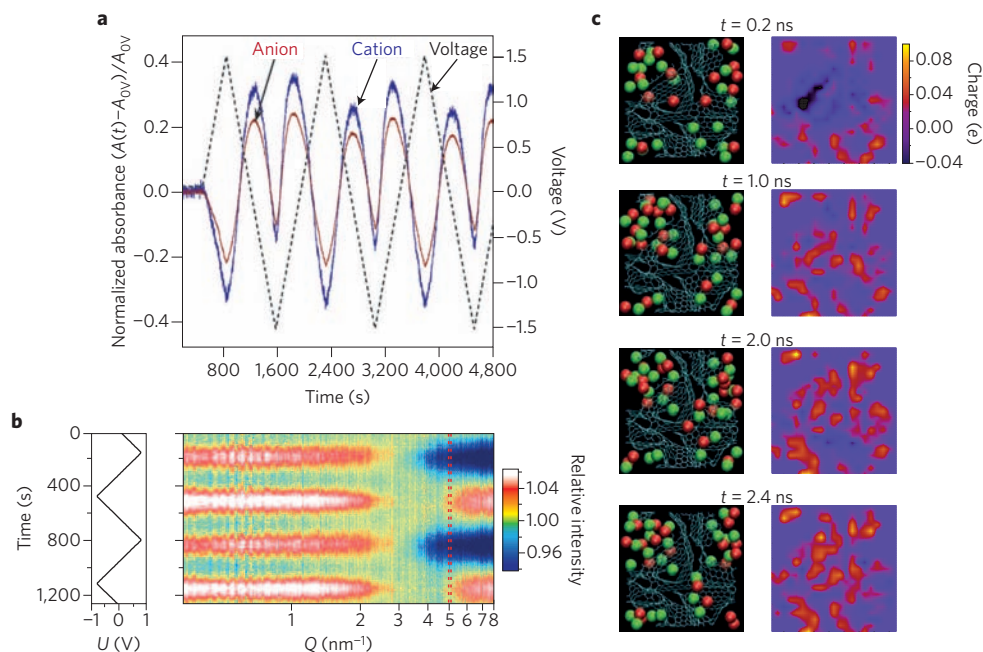 a
Anion
Cation
Voltage
Normalized absorbance (A(t)−A0V)/A0V
0.4
0.2
0.0
−0.2
−0.4
1.5
1.0
0.5
0.0
−0.5
−1.0
−1.5
Voltage (V)
800
1,600
2,400
3,200
4,000
4,800
Time (s)
b
Time (s)
0
400
800
1,200
−1
0
1
U (V)
1
2
3
4
5
6
7
8
Q (nm⁻¹)
1.04
1.00
0.96
Relative intensity
c
t = 0.2 ns
0.08
0.04
0.00
−0.04
Charge (e)
t = 1.0 ns
t = 2.0 ns
t = 2.4 ns